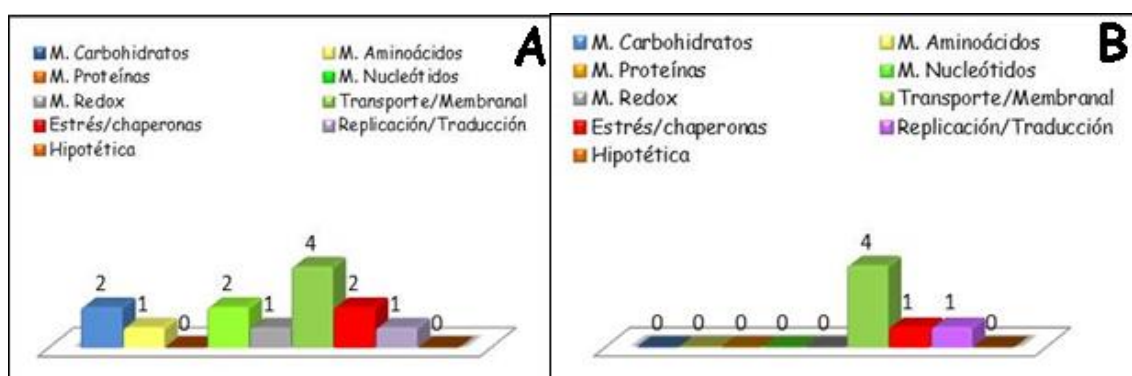 A
M. Carbohidratos M. Aminoácidos
M. Proteínas M. Nucleótidos
M. Redox Transporte/Membranal
Estrés/chaperonas Replicación/Traducción
Hipotética
2 1 0 2 1 4 2 1 0
B
M. Carbohidratos M. Aminoácidos
M. Proteínas M. Nucleótidos
M. Redox Transporte/Membranal
Estrés/chaperonas Replicación/Traducción
Hipotética
0 0 0 0 0 4 1 1 0